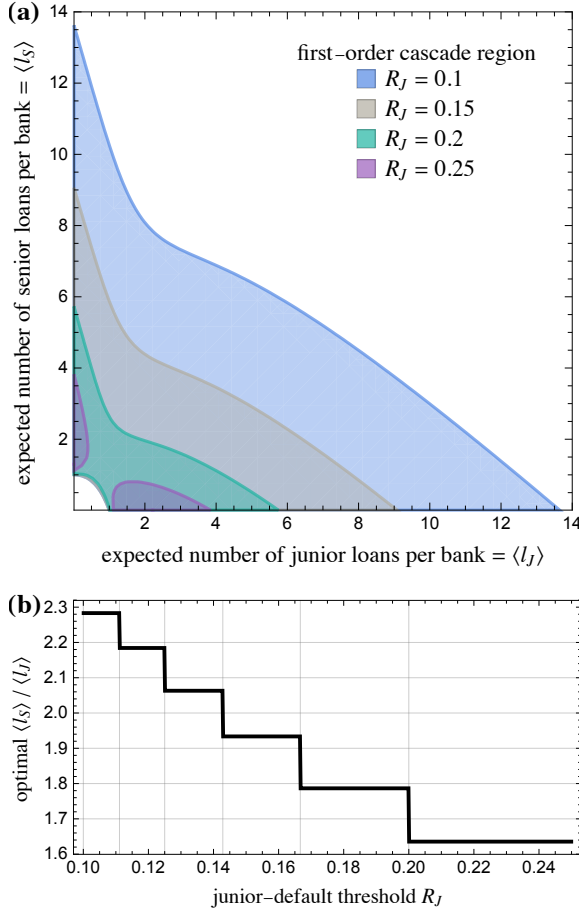 (a)
14
12
10
8
6
4
2
2 4 6 8 10 12 14
expected number of senior loans per bank = ⟨l_S⟩
first–order cascade region
R_J = 0.1
R_J = 0.15
R_J = 0.2
R_J = 0.25
expected number of junior loans per bank = ⟨l_J⟩
(b)
2.3
2.2
2.1
2.0
1.9
1.8
1.7
1.6
optimal ⟨l_S⟩ / ⟨l_J⟩
0.10 0.12 0.14 0.16 0.18 0.20 0.22 0.24
junior–default threshold R_J